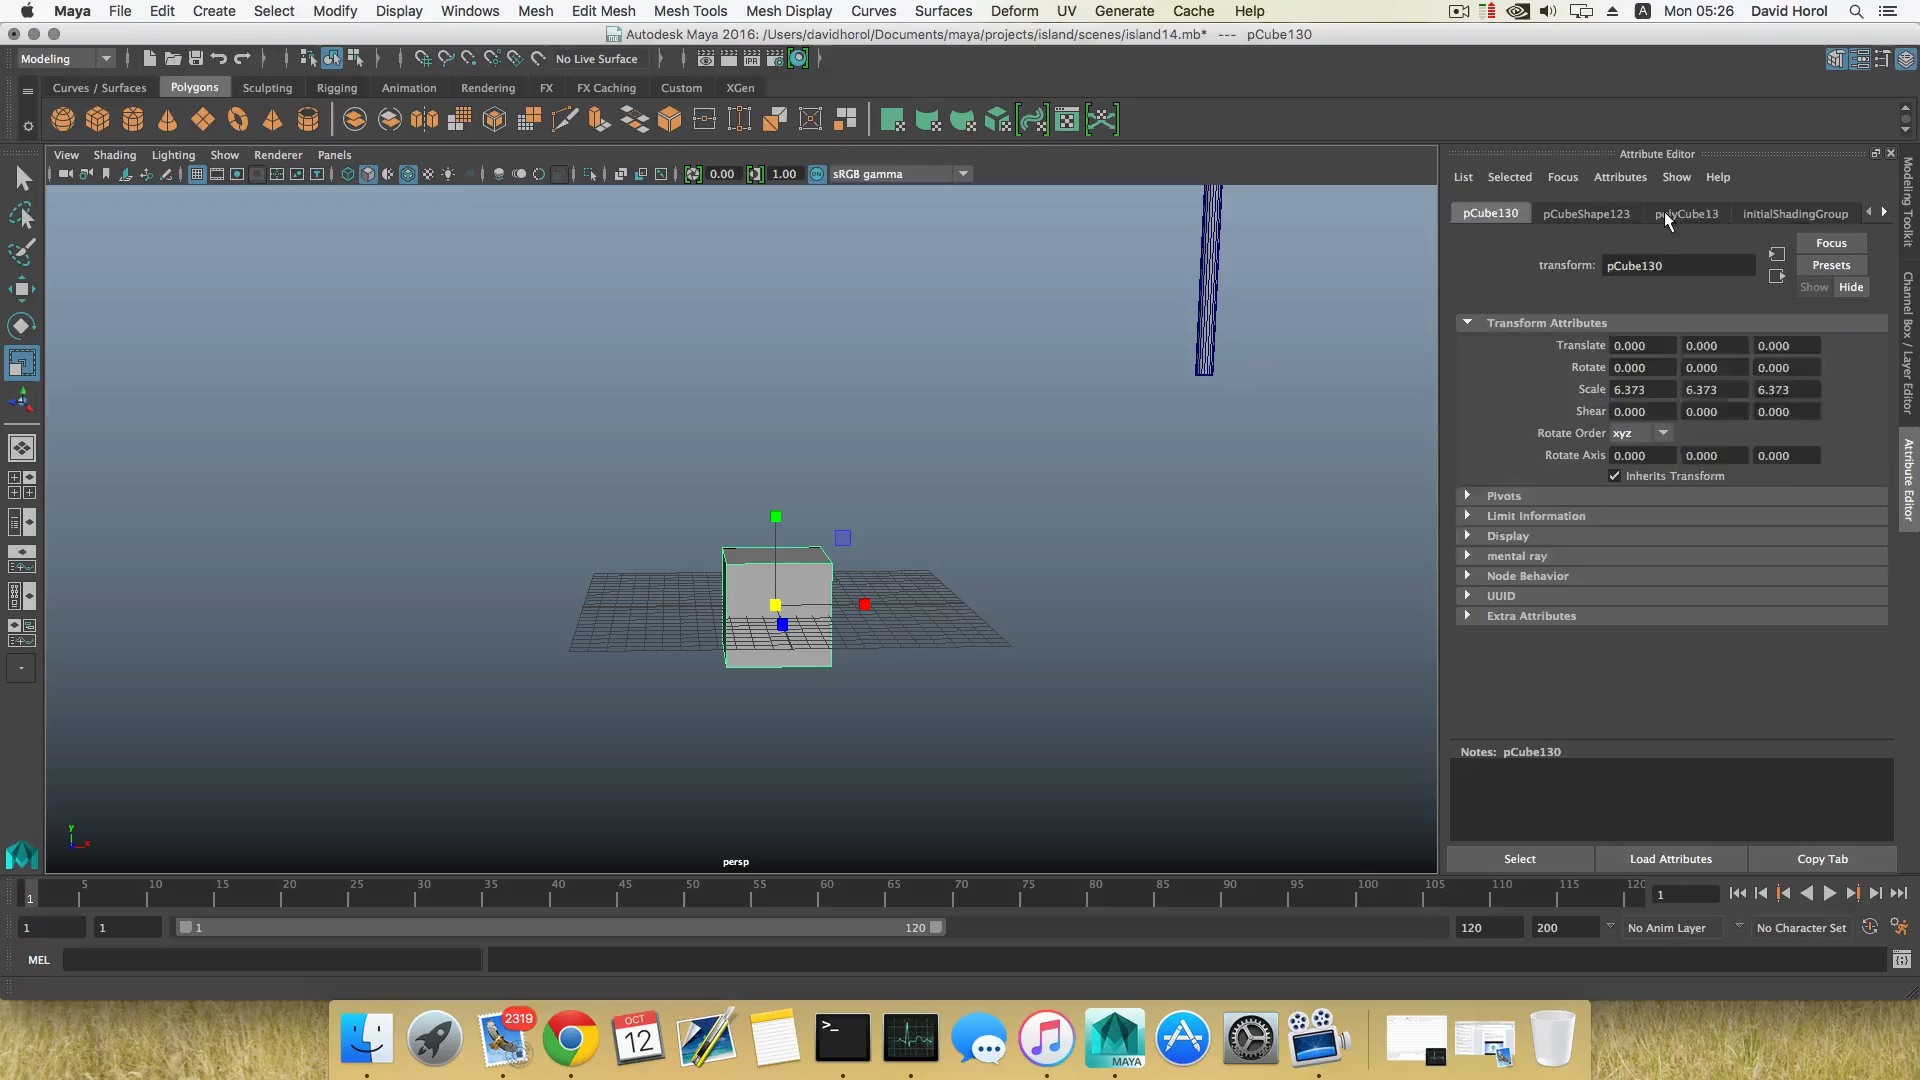 Maya File Edit Create Select Modify Display Windows Mesh Edit Mesh Mesh Tools Mesh Display Curves Surfaces Deform UV Generate Cache Help A Mon 05:26 David Horol
Autodesk Maya 2016: /Users/davidhorol/Documents/maya/projects/island/scenes/island14.mb* --- pCube130
Modeling No Live Surface IPR
Curves / Surfaces Polygons Sculpting Rigging Animation Rendering FX FX Caching Custom XGen
View Shading Lighting Show Renderer Panels
0.00 1.00 ON sRGB gamma
Attribute Editor
List Selected Focus Attributes Show Help
pCube130 pCubeShape123 polyCube13 initialShadingGroup
transform: pCube130
Focus
Presets
Show Hide
Transform Attributes
Translate 0.000 0.000 0.000
Rotate 0.000 0.000 0.000
Scale 6.373 6.373 6.373
Shear 0.000 0.000 0.000
Rotate Order xyz
Rotate Axis 0.000 0.000 0.000
Inherits Transform
Pivots
Limit Information
Display
mental ray
Node Behavior
UUID
Extra Attributes
Notes: pCube130
Select Load Attributes Copy Tab
Modeling Toolkit
Channel Box / Layer Editor
Attribute Editor
y
x
persp
1 5 10 15 20 25 30 35 40 45 50 55 60 65 70 75 80 85 90 95 100 105 110 115 120 1
1 1 1 120 120 200 No Anim Layer No Character Set
MEL
2319
OCT
12
MAYA